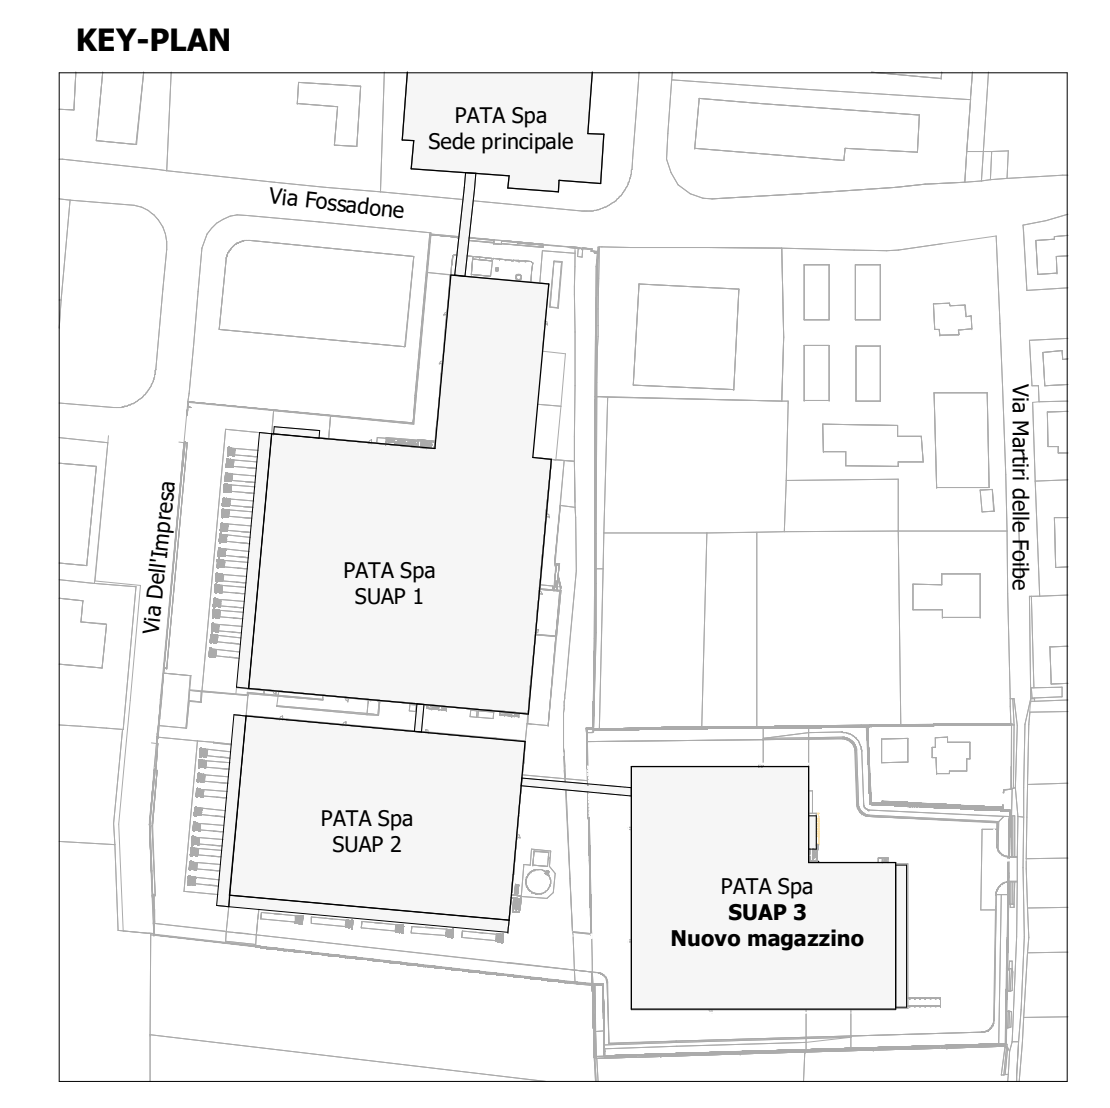 KEY-PLAN
PATA Spa
Sede principale
Via Fossadone
Via Martiri delle Foibe
Via Dell'Impresa
PATA Spa
SUAP 1
PATA Spa
SUAP 2
PATA Spa
SUAP 3
Nuovo magazzino